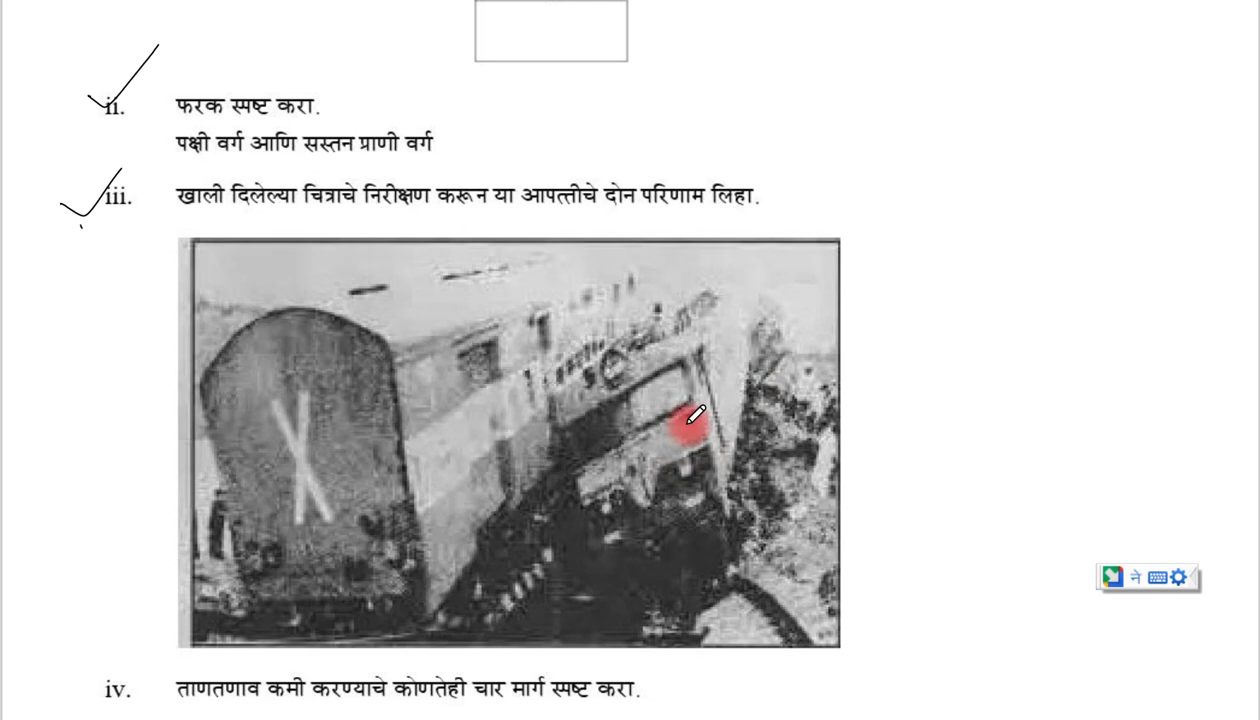 ii. फरक स्पष्ट करा.
पक्षी वर्ग आणि सस्तन प्राणी वर्ग
iii. खाली दिलेल्या चित्राचे निरीक्षण करून या आपत्तीचे दोन परिणाम लिहा.
X
ने
iv. ताणतणाव कमी करण्याचे कोणतेही चार मार्ग स्पष्ट करा.